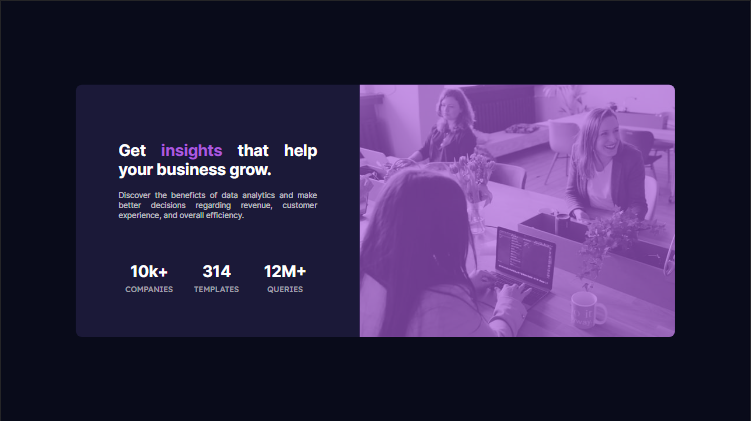 Get insights that help
your business grow.
Discover the beneficts of data analytics and make
better decisions regarding revenue, customer
experience, and overall efficiency.
10k+ 314 12M+
COMPANIES TEMPLATES QUERIES